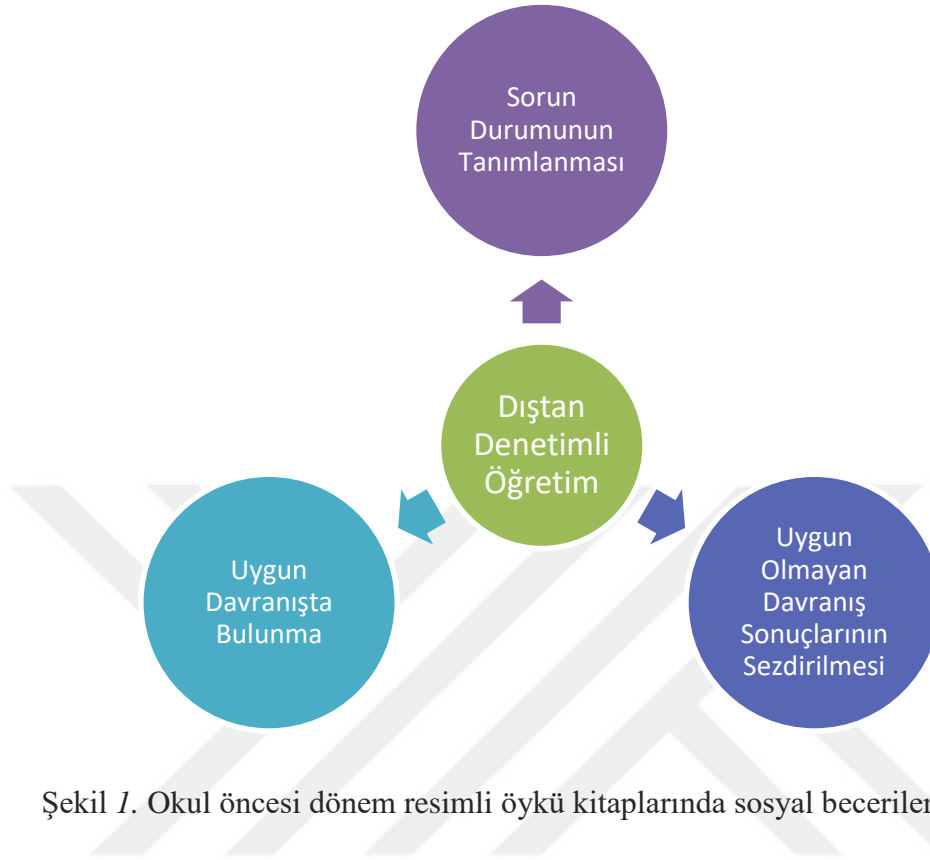 Sorun
Durumunun
Tanımlanması
Dıştan
Denetimli
Öğretim
Uygun
Davranışta
Bulunma
Uygun
Olmayan
Davranış
Sonuçlarının
Sezdirilmesi
Şekil 1. Okul öncesi dönem resimli öykü kitaplarında sosyal beceriler